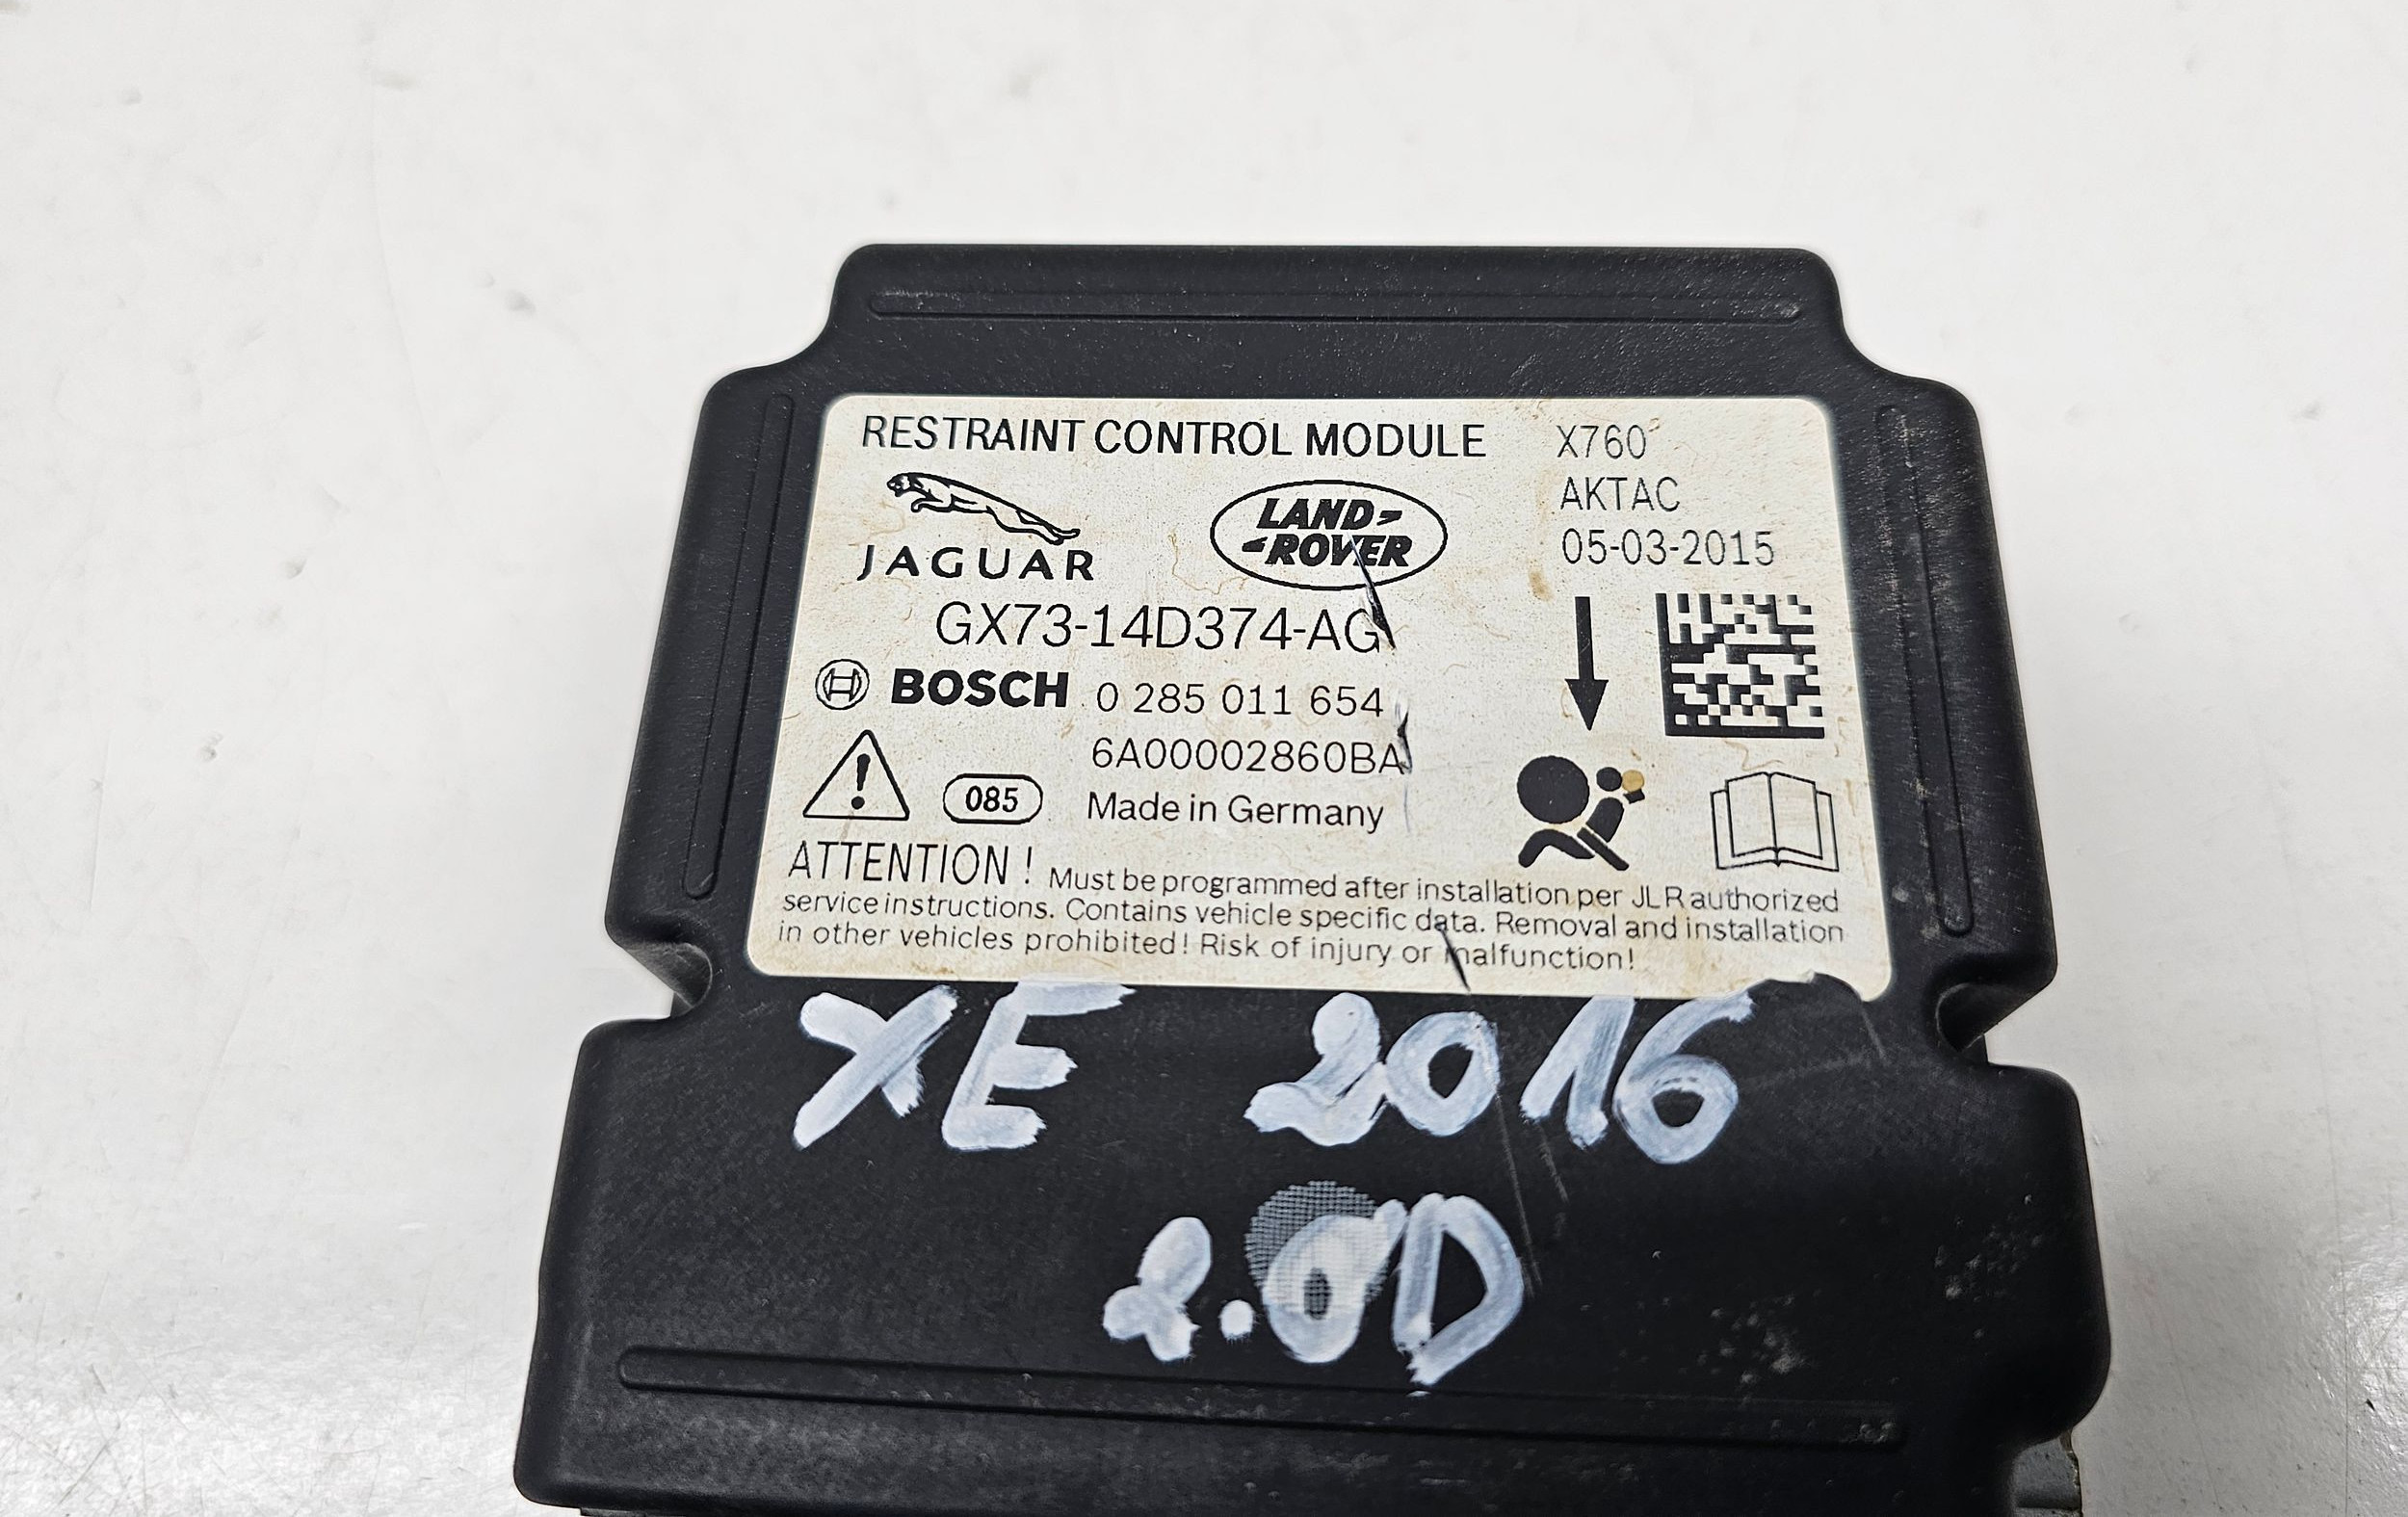 RESTRAINT CONTROL MODULE
X760
AKTAC
05-03-2015
JAGUAR
LAND-
-ROVER
GX73-14D374-AG
BOSCH 0 285 011 654
6A00002860BA
085
Made in Germany
ATTENTION! Must be programmed after installation per JLR authorized
service instructions. Contains vehicle specific data. Removal and installation
in other vehicles prohibited! Risk of injury or malfunction!
XE 2016
2.0D